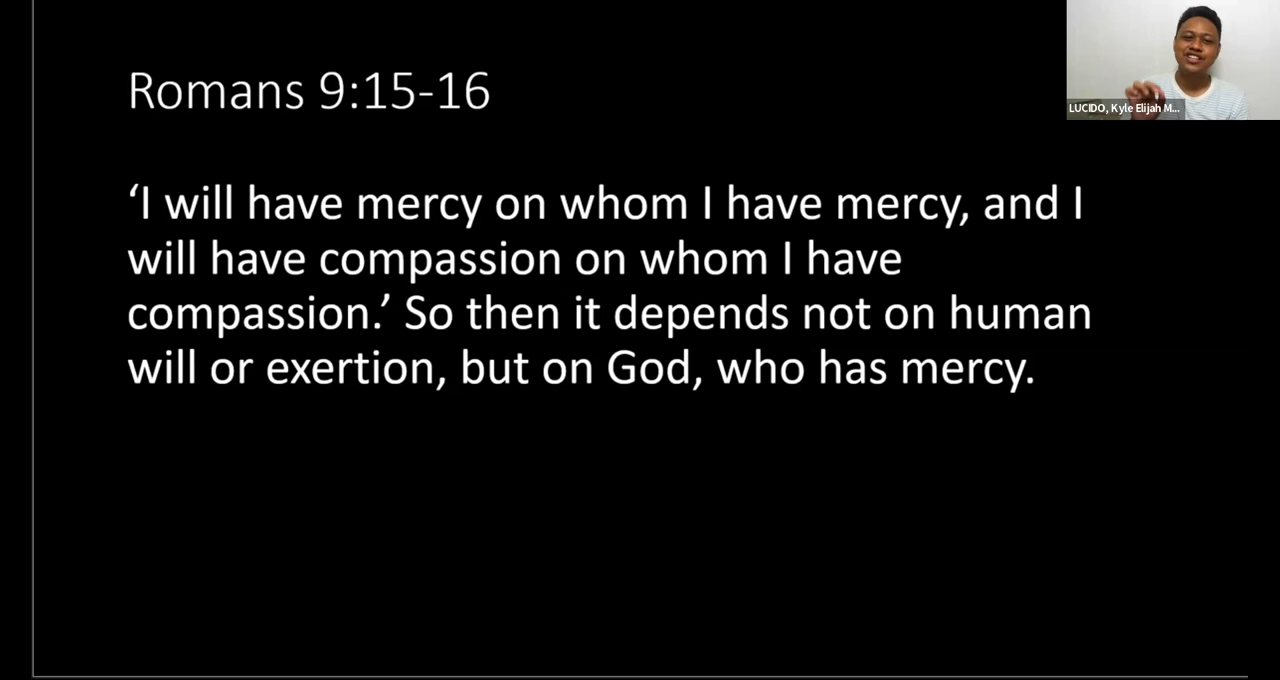 Romans 9:15-16
LUCIDO, Kyle Elijah M...
‘I will have mercy on whom I have mercy, and I
will have compassion on whom I have
compassion.’ So then it depends not on human
will or exertion, but on God, who has mercy.